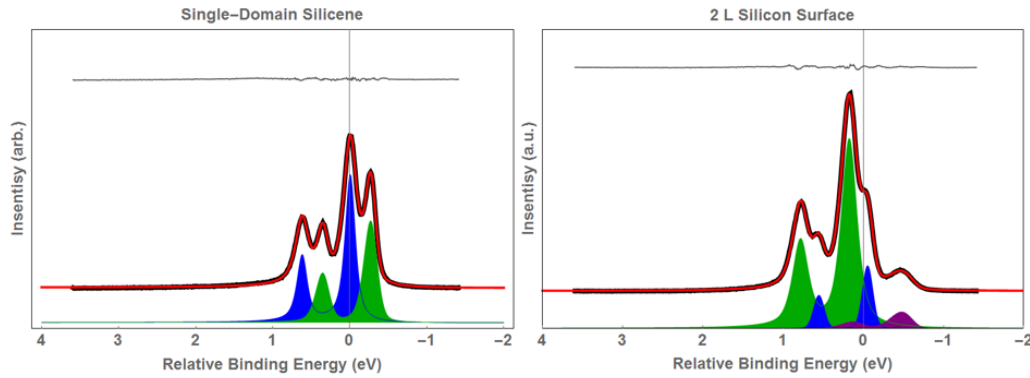 Single–Domain Silicene
Insentisy (arb.)
4 3 2 1 0 −1 −2
Relative Binding Energy (eV)
2 L Silicon Surface
Insentisy (a.u.)
4 3 2 1 0 −1 −2
Relative Binding Energy (eV)